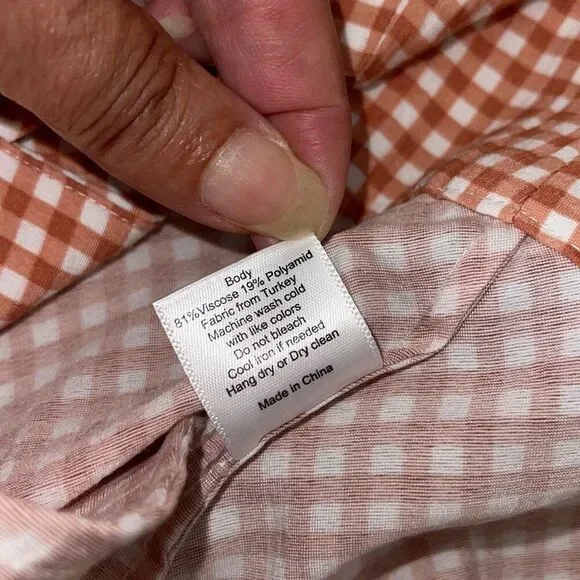 Body
81%Viscose 19% Polyamid
Fabric from Turkey
Machine wash cold
with like colors
Do not bleach
Cool iron if needed
Hang dry or Dry clean
Made in China